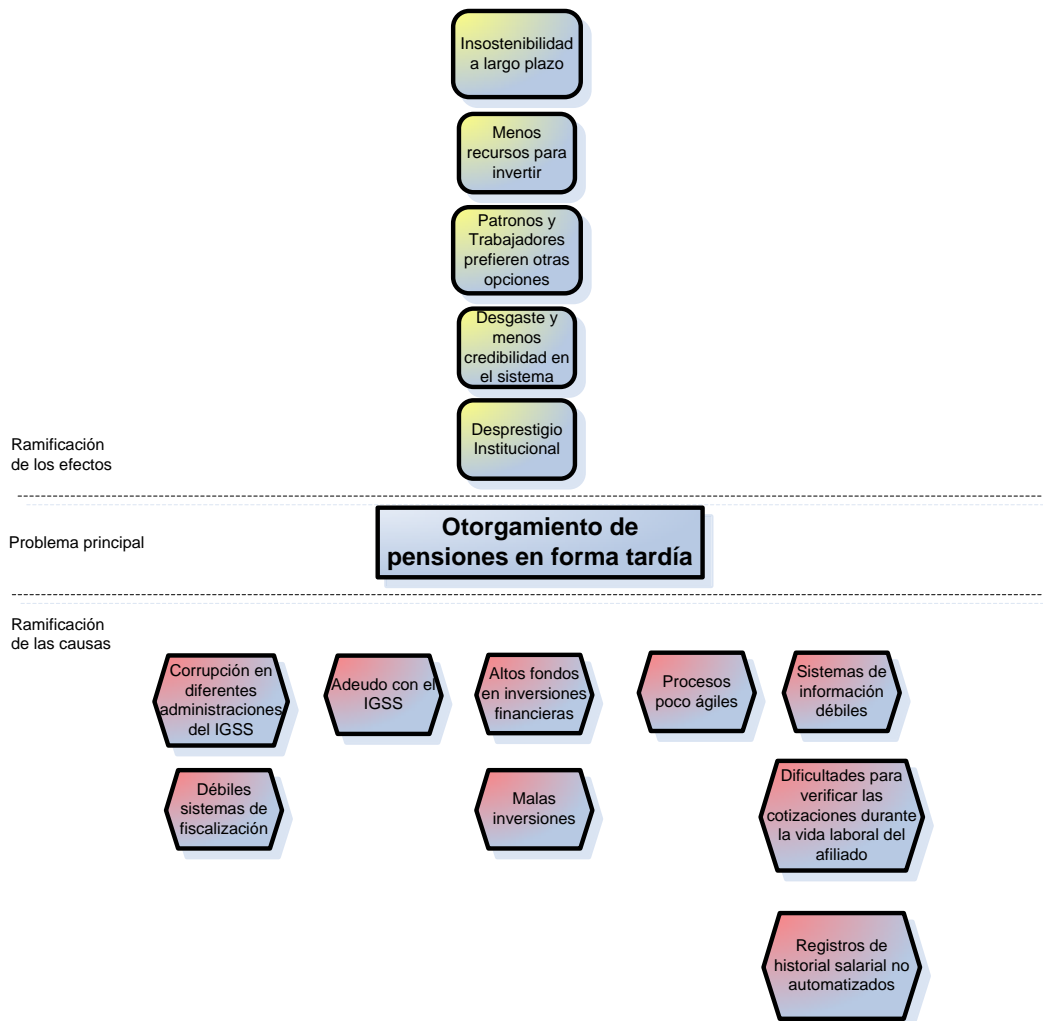 Insostenibilidad
a largo plazo
Menos
recursos para
invertir
Patronos y
Trabajadores
prefieren otras
opciones
Desgaste y
menos
credibilidad en
el sistema
Desprestigio
Institucional
Ramificación
de los efectos
Problema principal
Otorgamiento de
pensiones en forma tardía
Ramificación
de las causas
Corrupción en
diferentes
administraciones
del IGSS
Adeudo con el
IGSS
Altos fondos
en inversiones
financieras
Procesos
poco ágiles
Sistemas de
información
débiles
Débiles
sistemas de
fiscalización
Malas
inversiones
Dificultades para
verificar las
cotizaciones durante
la vida laboral del
afiliado
Registros de
historial salarial no
automatizados